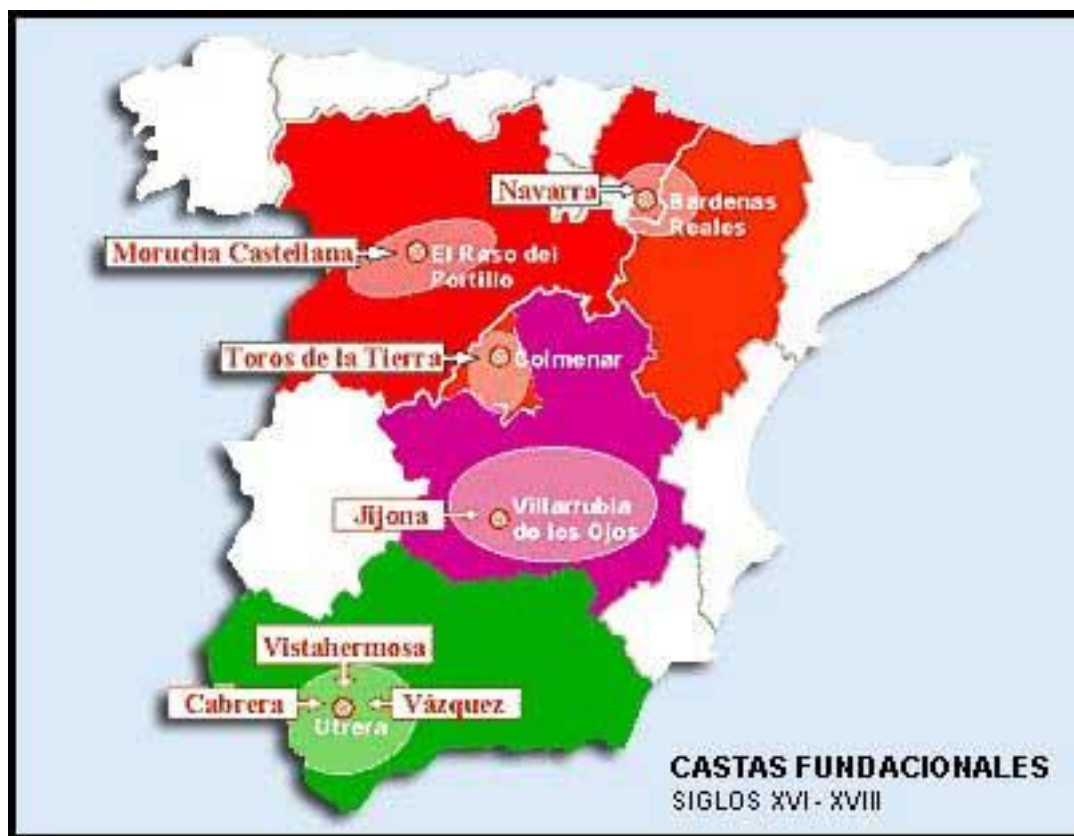 Navarra
Bardenas
Reales
Morucha Castellana
El Raso del
Portillo
Toros de la Tierra
Colmenar
Jijona
Villarrubia
de los Ojos
Vistahermosa
Cabrera
Vázquez
Utrera
CASTAS FUNDACIONALES
SIGLOS XVI - XVIII